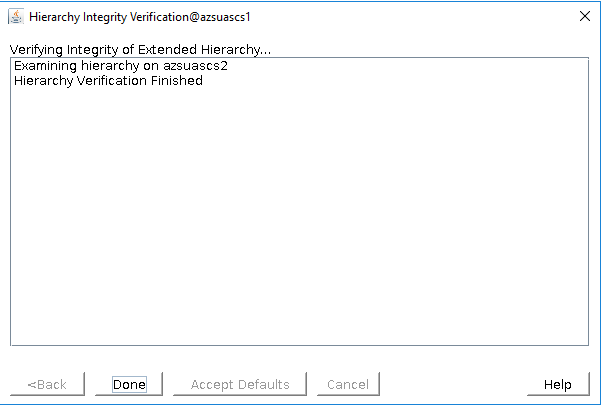 Hierarchy Integrity Verification@azsuascs1
Verifying Integrity of Extended Hierarchy...
Examining hierarchy on azsuascs2
Hierarchy Verification Finished
<Back Done Accept Defaults Cancel Help